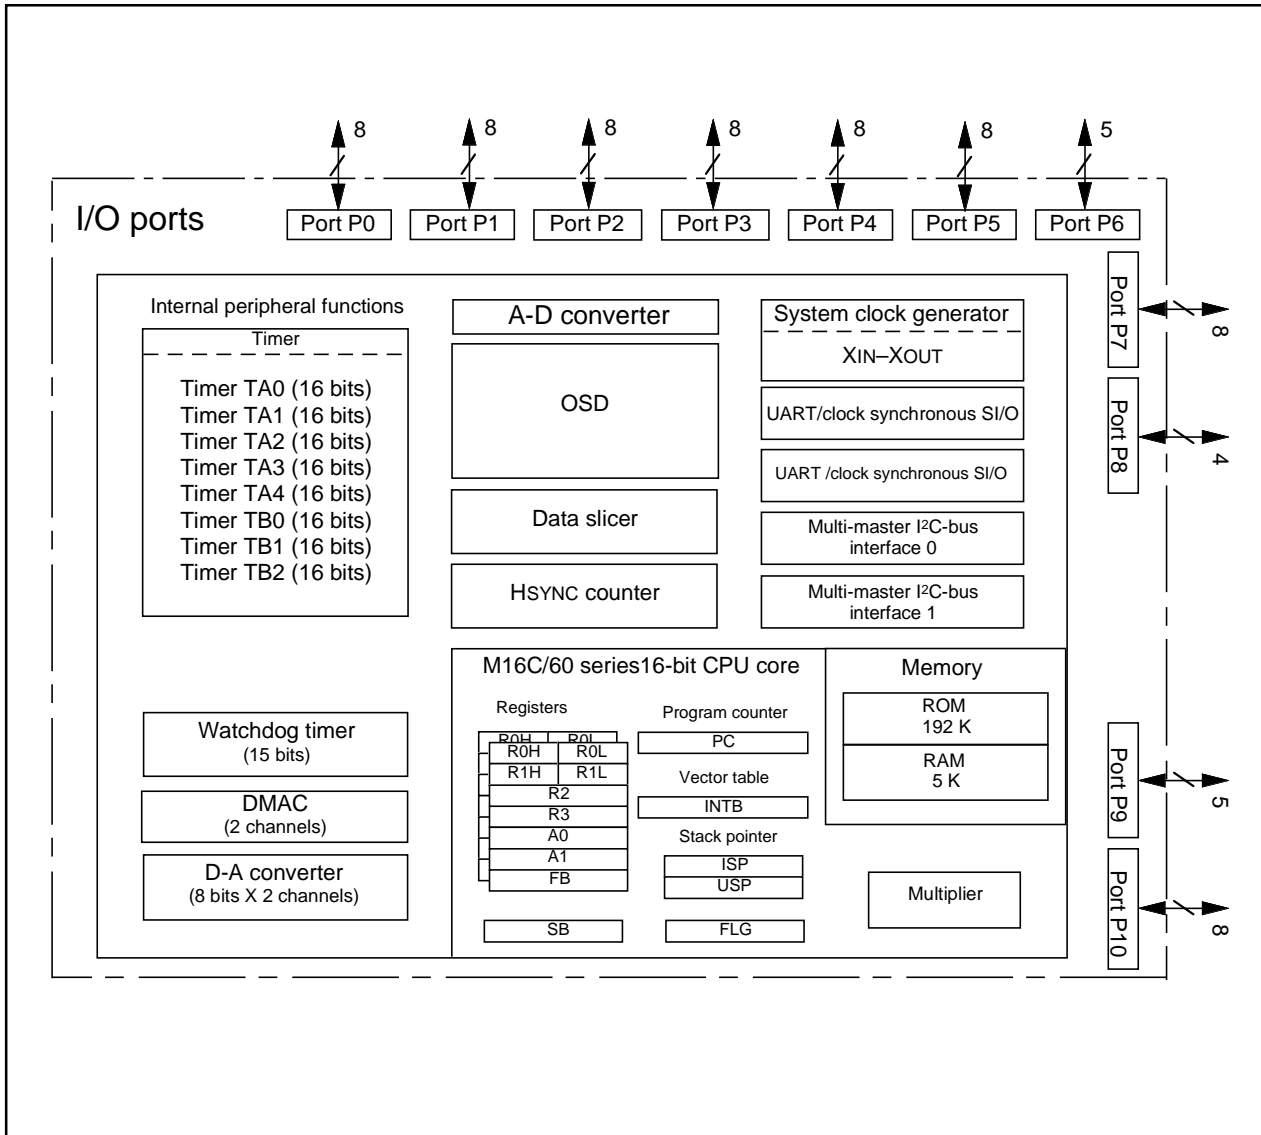 8 8 8 8 8 8 5
I/O ports
Port P0 Port P1 Port P2 Port P3 Port P4 Port P5 Port P6
Port P7
8
Port P8
4
Port P9
5
Port P10
8
Internal peripheral functions
Timer
Timer TA0 (16 bits)
Timer TA1 (16 bits)
Timer TA2 (16 bits)
Timer TA3 (16 bits)
Timer TA4 (16 bits)
Timer TB0 (16 bits)
Timer TB1 (16 bits)
Timer TB2 (16 bits)
Watchdog timer
(15 bits)
DMAC
(2 channels)
D-A converter
(8 bits X 2 channels)
A-D converter
OSD
Data slicer
HSYNC counter
System clock generator
XIN–XOUT
UART/clock synchronous SI/O
UART /clock synchronous SI/O
Multi-master I2C-bus
interface 0
Multi-master I2C-bus
interface 1
M16C/60 series16-bit CPU core
Registers
R0H R0L
R0H R0L
R1H R1L
R2
R3
A0
A1
FB
SB
Program counter
PC
Vector table
INTB
Stack pointer
ISP
USP
FLG
Memory
ROM
192 K
RAM
5 K
Multiplier